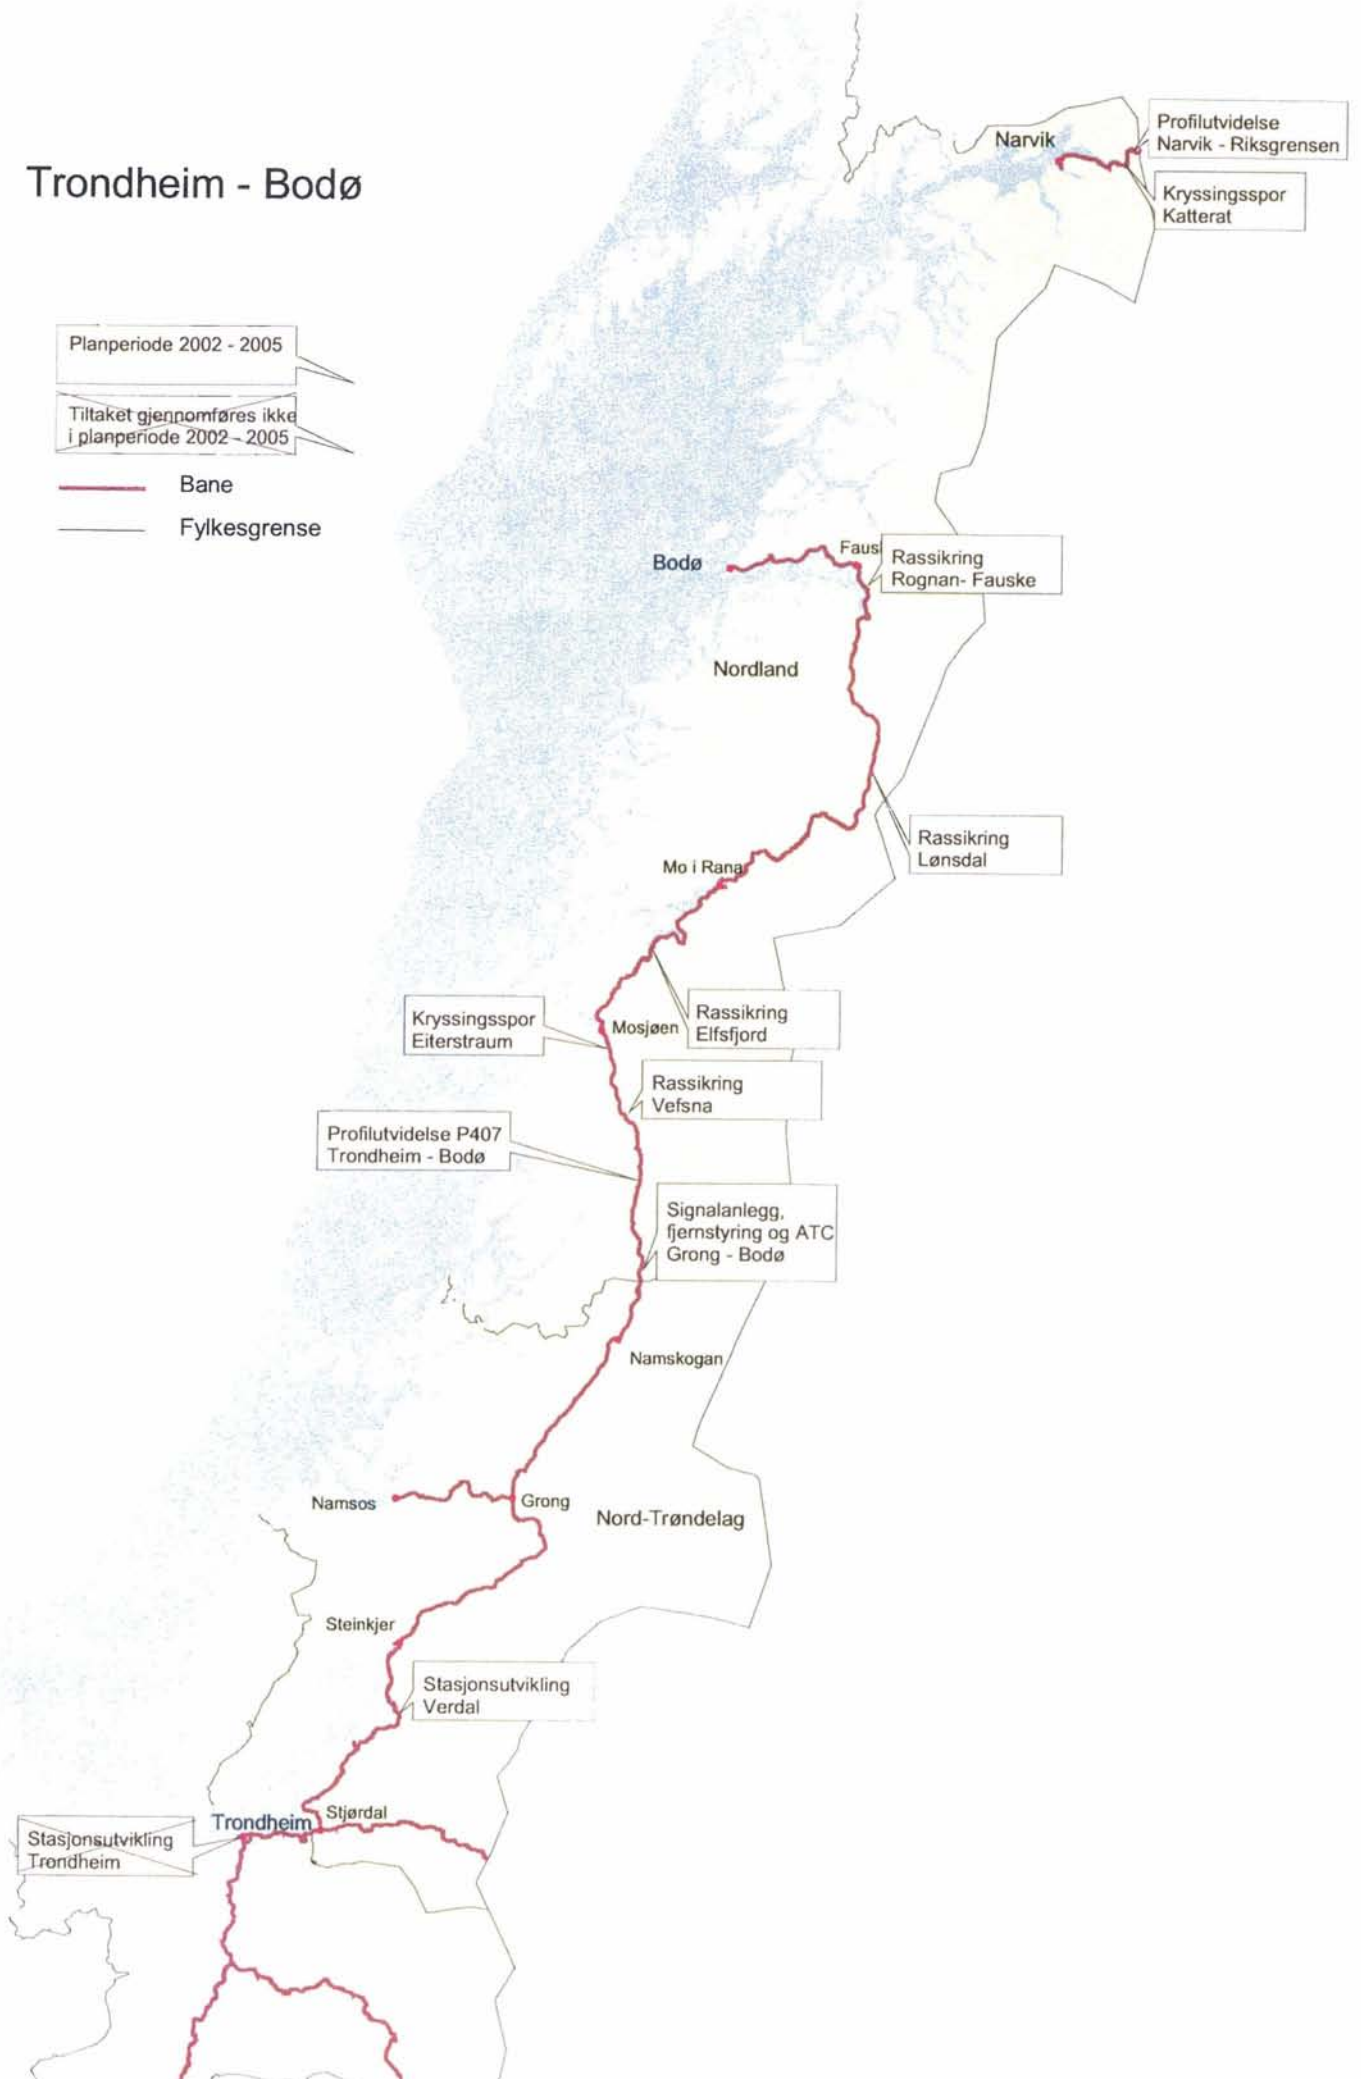 Trondheim - Bodø
Planperiode 2002 - 2005
Tiltaket gjennomføres ikke
i planperiode 2002 - 2005
Bane
Fylkesgrense
Narvik
Profilutvidelse
Narvik - Riksgrensen
Kryssingsspor
Katterat
Bodø
Faus
Rassikring
Rognan- Fauske
Nordland
Rassikring
Lønsdal
Mo i Rana
Rassikring
Elfsfjord
Kryssingsspor
Eiterstraum
Mosjøen
Rassikring
Vefsna
Profilutvidelse P407
Trondheim - Bodø
Signalanlegg,
fjernstyring og ATC
Grong - Bodø
Namskogan
Namsos
Grong
Nord-Trøndelag
Steinkjer
Stasjonsutvikling
Verdal
Trondheim
Stjørdal
Stasjonsutvikling
Trondheim